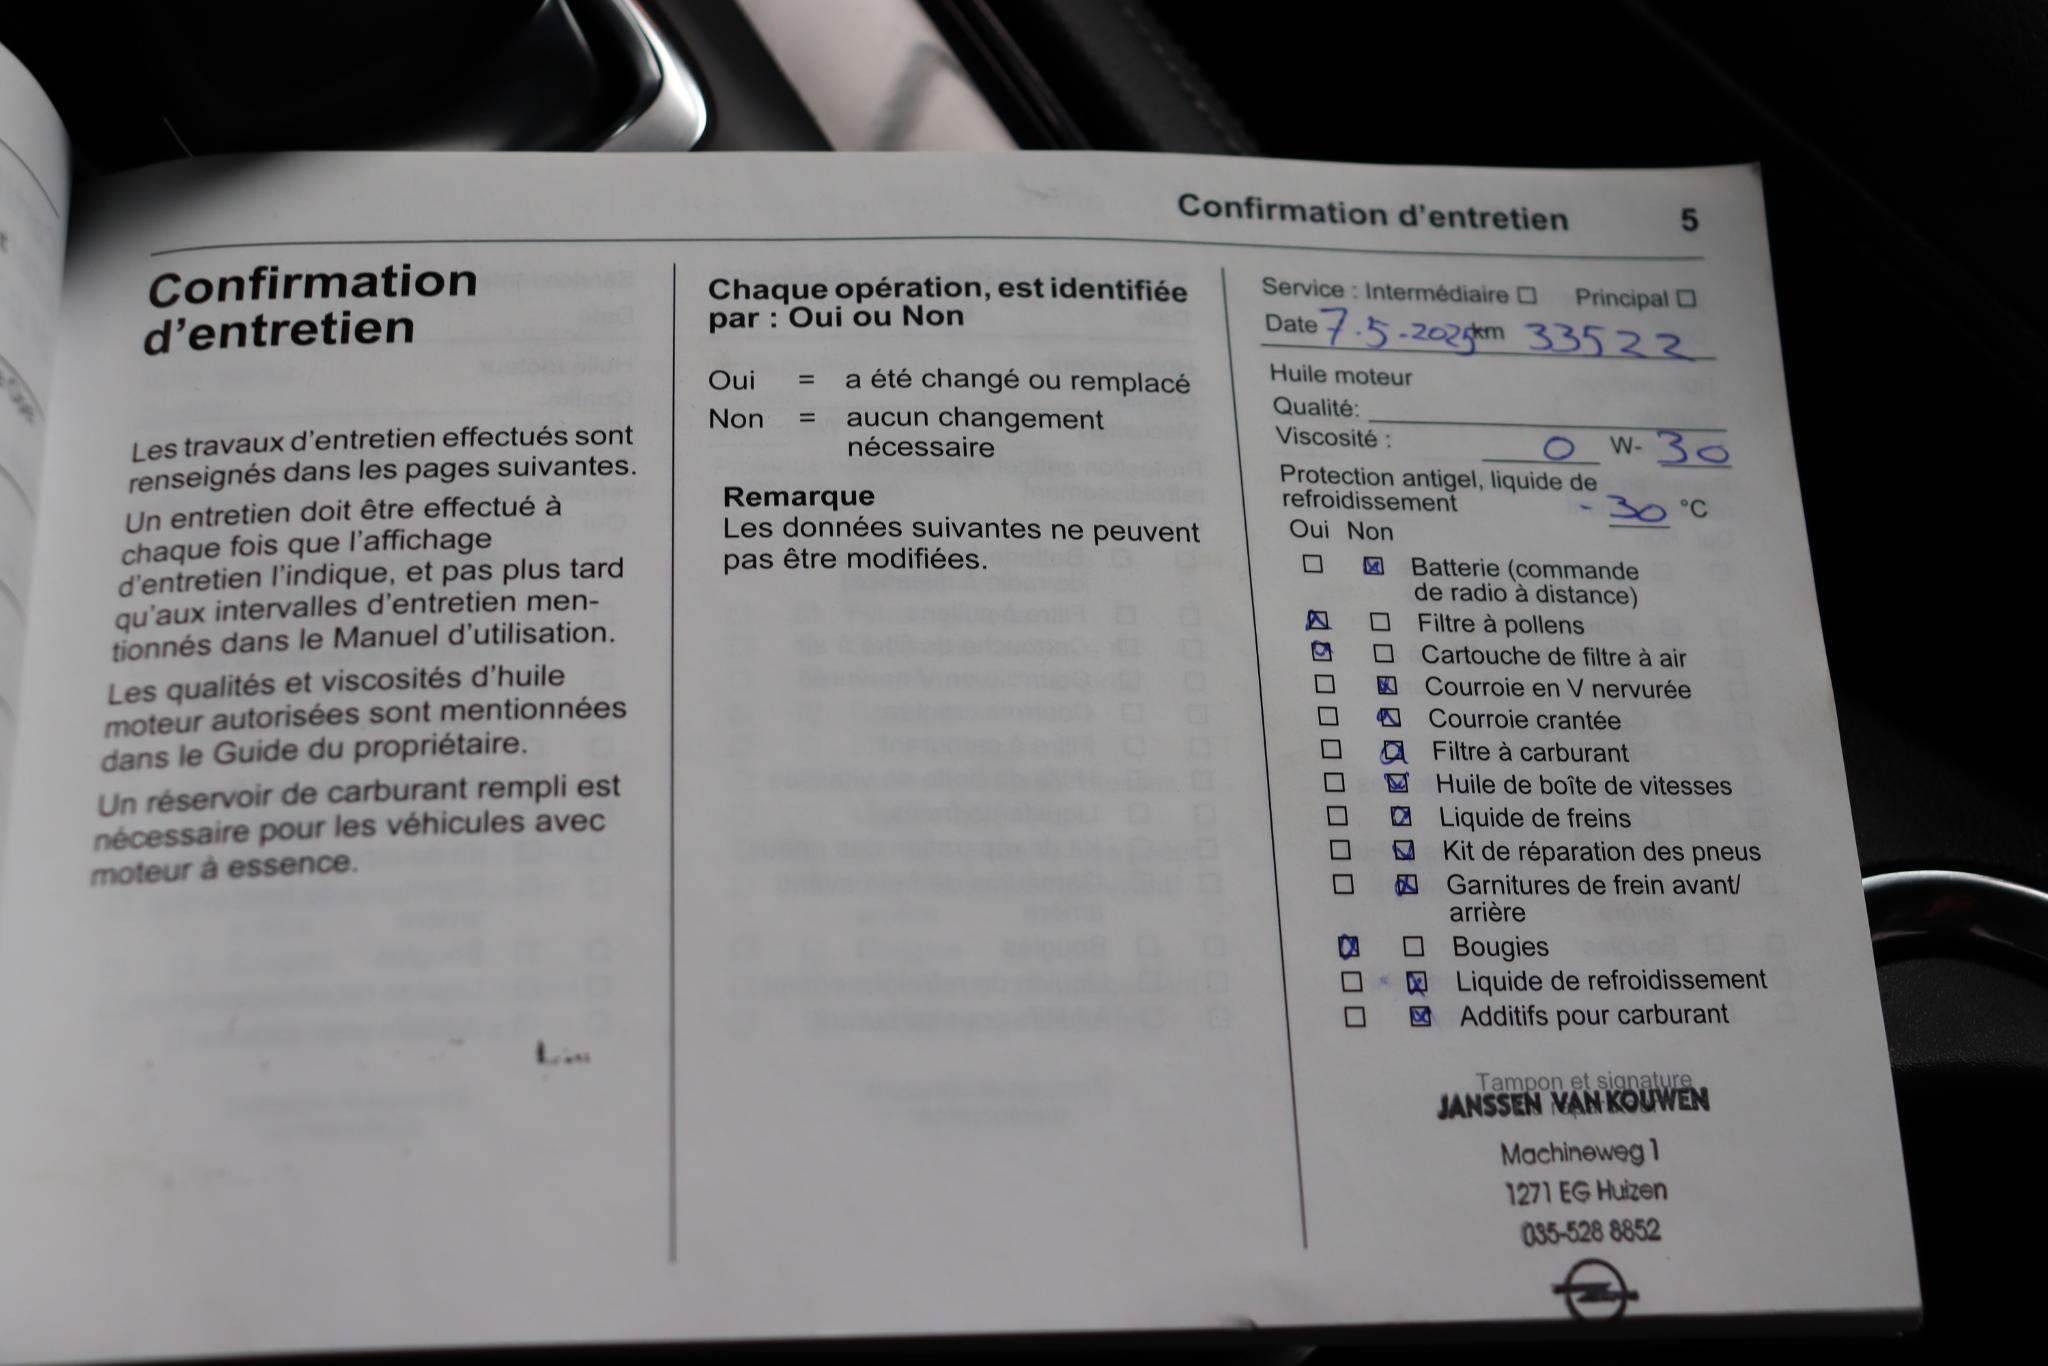 Confirmation d'entretien 5
Confirmation
d'entretien
Les travaux d'entretien effectués sont
renseignés dans les pages suivantes.
Un entretien doit être effectué à
chaque fois que l'affichage
d'entretien l'indique, et pas plus tard
qu'aux intervalles d'entretien men-
tionnés dans le Manuel d'utilisation.
Les qualités et viscosités d'huile
moteur autorisées sont mentionnées
dans le Guide du propriétaire.
Un réservoir de carburant rempli est
nécessaire pour les véhicules avec
moteur à essence.
Chaque opération, est identifiée
par : Oui ou Non
Oui = a été changé ou remplacé
Non = aucun changement
nécessaire
Remarque
Les données suivantes ne peuvent
pas être modifiées.
Service : Intermédiaire ☐ Principal ☐
Date 7-5-2025 km 33522
Huile moteur
Qualité:
Viscosité : 0 W- 30
Protection antigel, liquide de
refroidissement - 30 °C
Oui Non
☐ ☒ Batterie (commande
de radio à distance)
☒ ☐ Filtre à pollens
☒ ☐ Cartouche de filtre à air
☐ ☒ Courroie en V nervurée
☐ ☒ Courroie crantée
☐ ☒ Filtre à carburant
☐ ☒ Huile de boîte de vitesses
☐ ☒ Liquide de freins
☐ ☒ Kit de réparation des pneus
☐ ☒ Garnitures de frein avant/
arrière
☒ ☐ Bougies
☐ ☒ Liquide de refroidissement
☐ ☒ Additifs pour carburant
Tampon et signature
JANSSEN VAN KOUWEN
Machineweg 1
1271 EG Huizen
035-528 8852